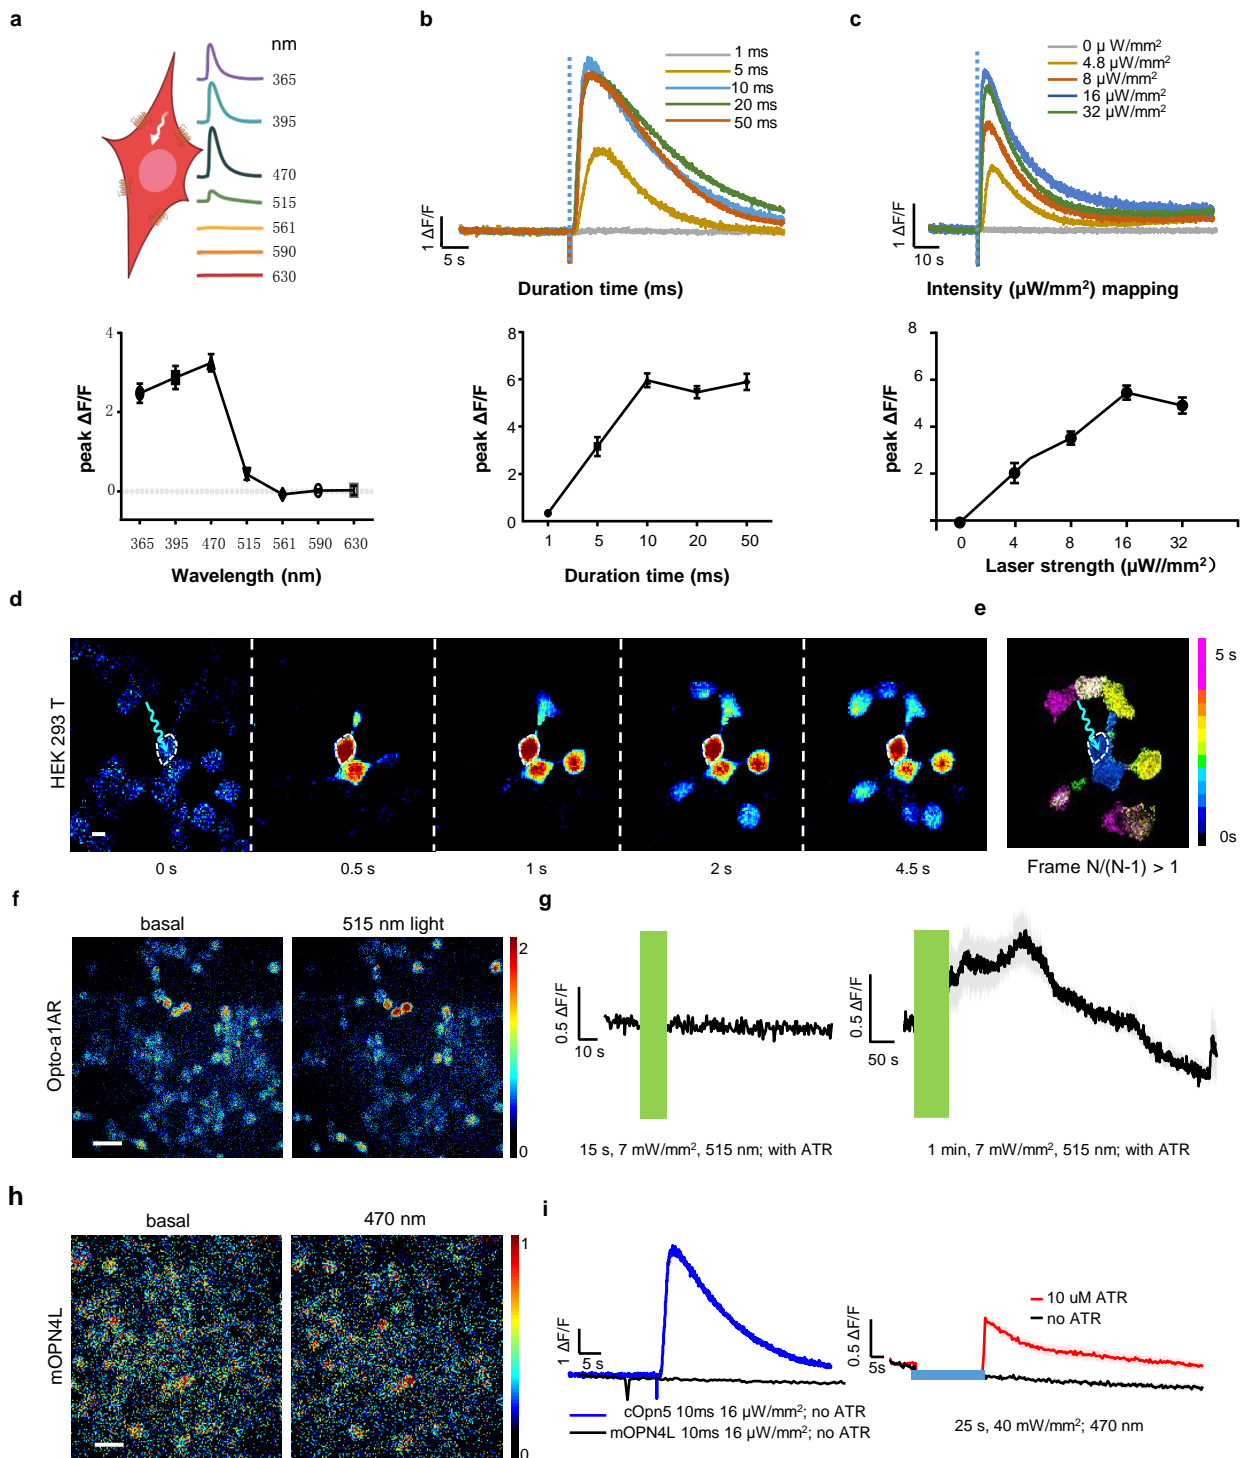 a
nm
365
395
470
515
561
590
630
4
2
0
peak ΔF/F
365 395 470 515 561 590 630
Wavelength (nm)
b
1 ms
5 ms
10 ms
20 ms
50 ms
1 ΔF/F
5 s
Duration time (ms)
8
6
4
2
0
peak ΔF/F
1 5 10 20 50
Duration time (ms)
c
0 µ W/mm²
4.8 µW/mm²
8 µW/mm²
16 µW/mm²
32 µW/mm²
1 ΔF/F
10 s
Intensity (µW/mm²) mapping
8
6
4
2
peak ΔF/F
0 4 8 16 32
Laser strength (µW//mm²）
d
HEK 293 T
0 s 0.5 s 1 s 2 s 4.5 s
e
5 s
0s
Frame N/(N-1) > 1
f
basal 515 nm light
Opto-a1AR
2
0
g
0.5 ΔF/F
10 s
15 s, 7 mW/mm², 515 nm; with ATR
0.5 ΔF/F
50 s
1 min, 7 mW/mm², 515 nm; with ATR
h
basal 470 nm
mOPN4L
1
0
i
1 ΔF/F
5 s
cOpn5 10ms 16 µW/mm²; no ATR
mOPN4L 10ms 16 µW/mm²; no ATR
10 uM ATR
no ATR
0.5 ΔF/F
5s
25 s, 40 mW/mm²; 470 nm